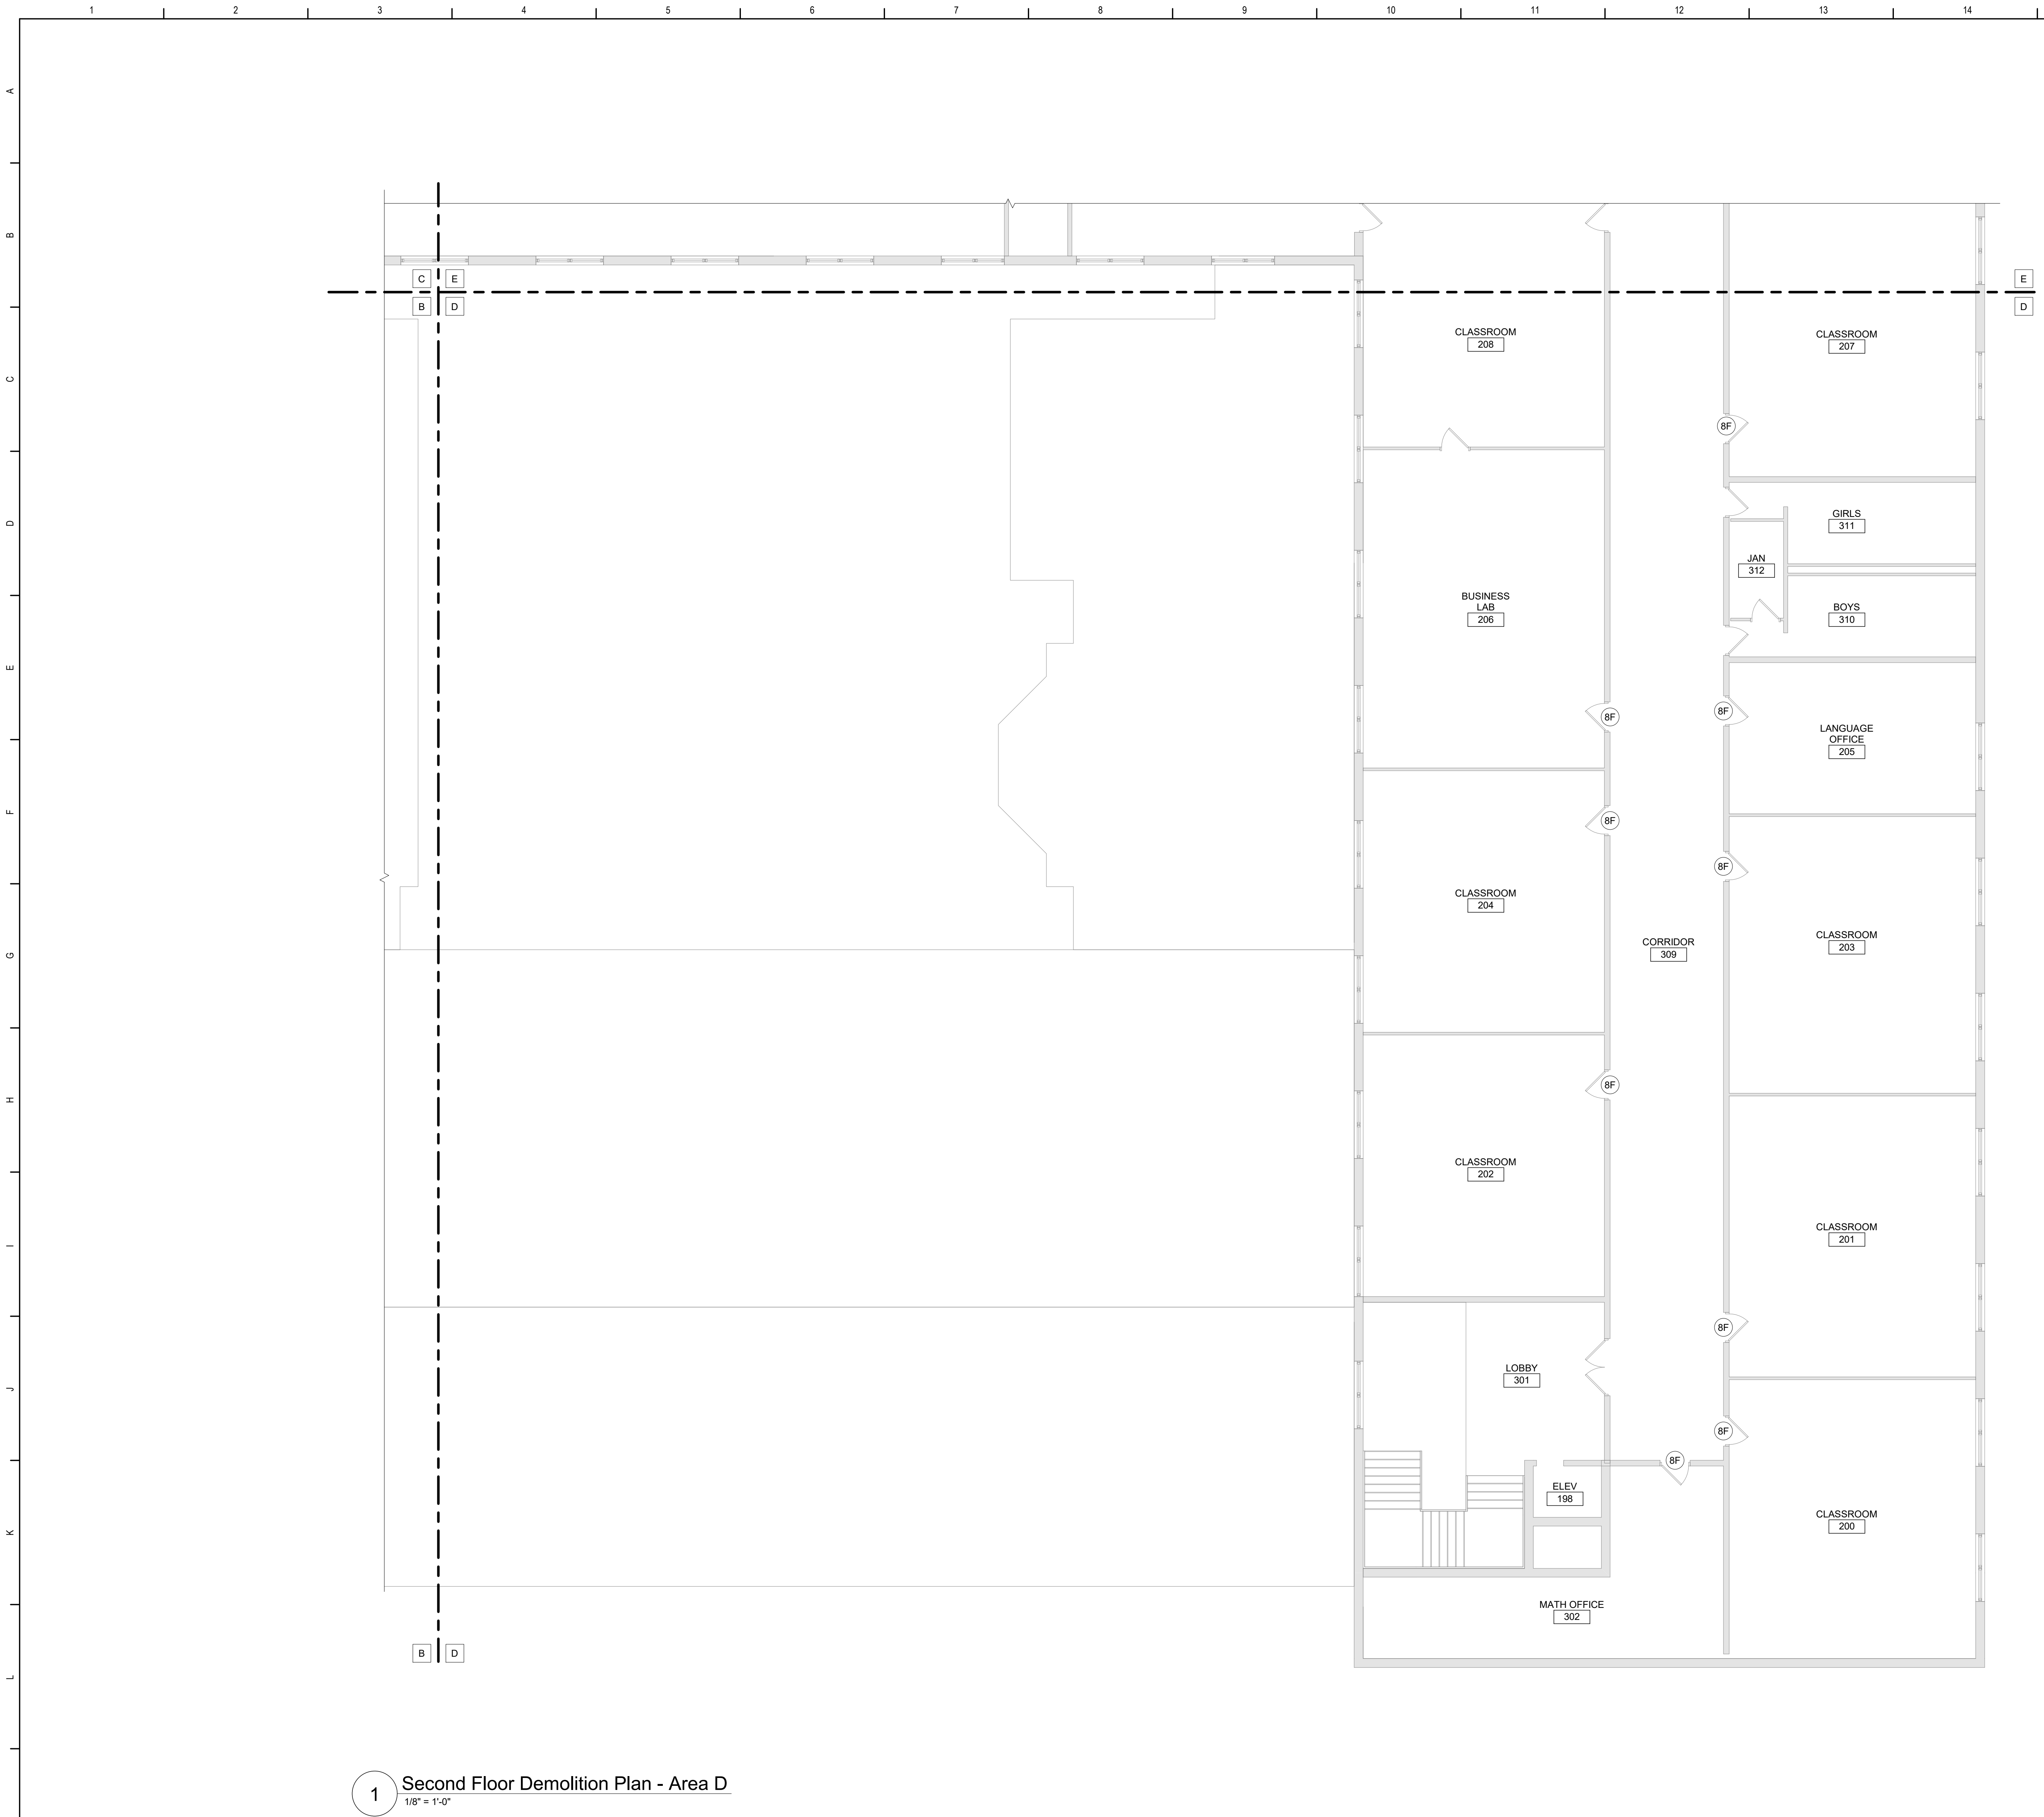 1 2 3 4 5 6 7 8 9 10 11 12 13 14
A
B
C E
E
B D
D
CLASSROOM
208
CLASSROOM
207
C
8F
D
GIRLS
311
JAN
312
BUSINESS
LAB
206
BOYS
310
E
8F
8F
LANGUAGE
OFFICE
205
F
8F
8F
CLASSROOM
204
CLASSROOM
203
CORRIDOR
309
G
H
8F
CLASSROOM
202
CLASSROOM
201
I
8F
LOBBY
301
J
8F
8F
ELEV
198
CLASSROOM
200
K
MATH OFFICE
302
B D
L
1 Second Floor Demolition Plan - Area D
1/8" = 1'-0"